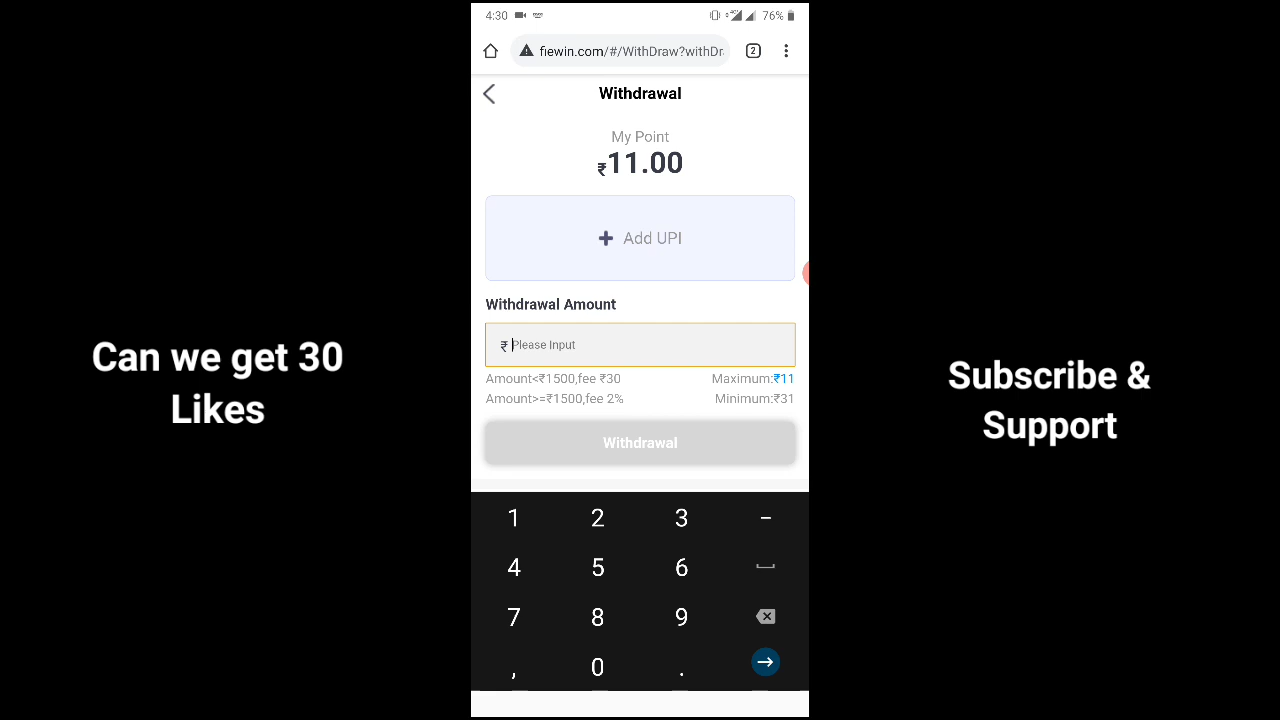 4:30
4G
76%
fiewin.com/#/WithDraw?withDr
2
Withdrawal
My Point
₹11.00
+ Add UPI
Withdrawal Amount
₹ Please Input
Amount<₹1500,fee ₹30
Maximum:₹11
Amount>=₹1500,fee 2%
Minimum:₹31
Withdrawal
1 2 3 -
4 5 6
7 8 9
, 0 .
Can we get 30
Likes
Subscribe &
Support